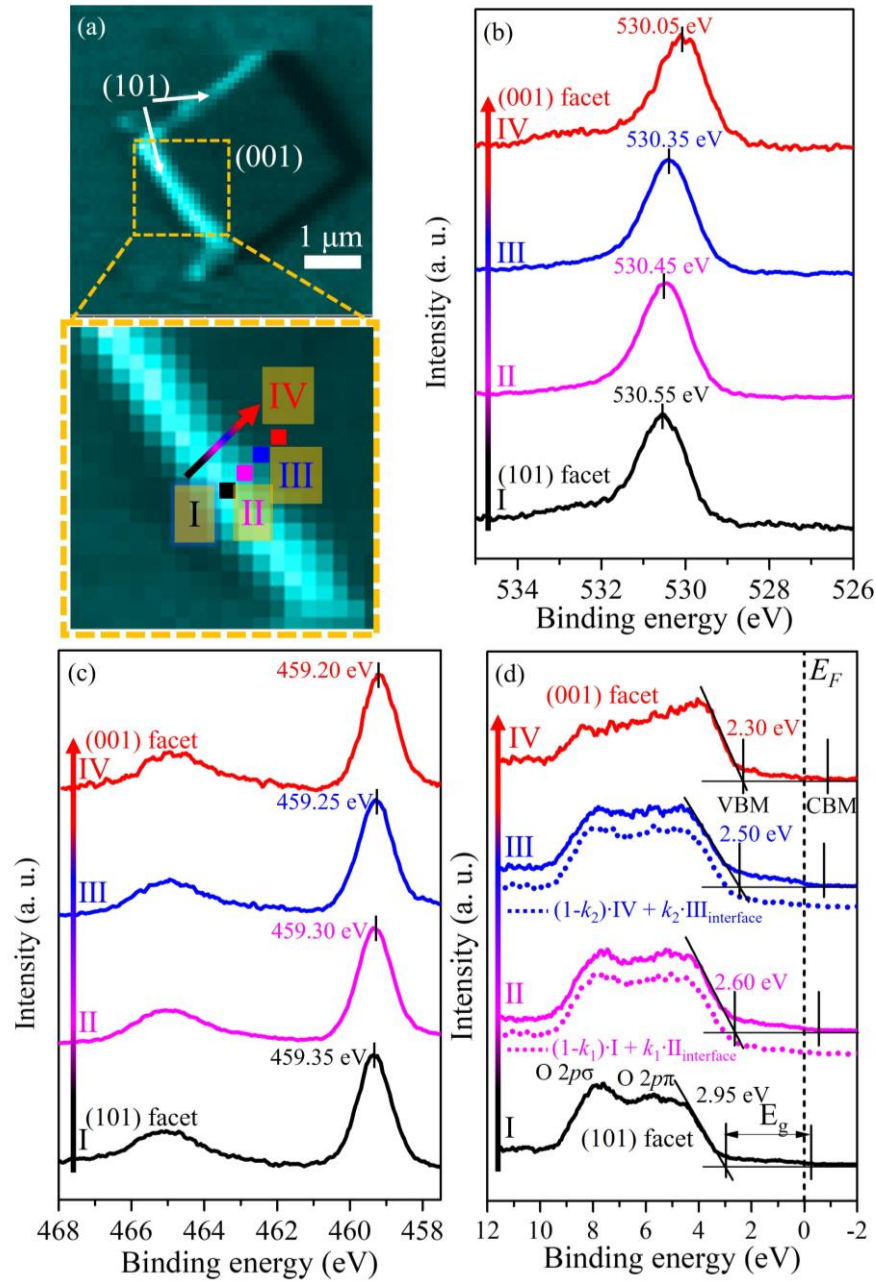 (a)
(101)
(001)
1 μm
IV
III
I
II
(b)
530.05 eV
(001) facet
IV
530.35 eV
III
530.45 eV
II
530.55 eV
(101) facet
I
Intensity (a. u.)
534 532 530 528 526
Binding energy (eV)
(c)
459.20 eV
(001) facet
IV
459.25 eV
III
459.30 eV
II
459.35 eV
(101) facet
I
Intensity (a. u.)
468 466 464 462 460 458
Binding energy (eV)
(d)
E_F
(001) facet
IV
2.30 eV
VBM CBM
III
2.50 eV
(1-k₂)·IV + k₂·III_interface
II
2.60 eV
(1-k₁)·I + k₁·II_interface
O 2pσ
O 2pπ
2.95 eV
E_g
I
(101) facet
Intensity (a. u.)
12 10 8 6 4 2 0 -2
Binding energy (eV)